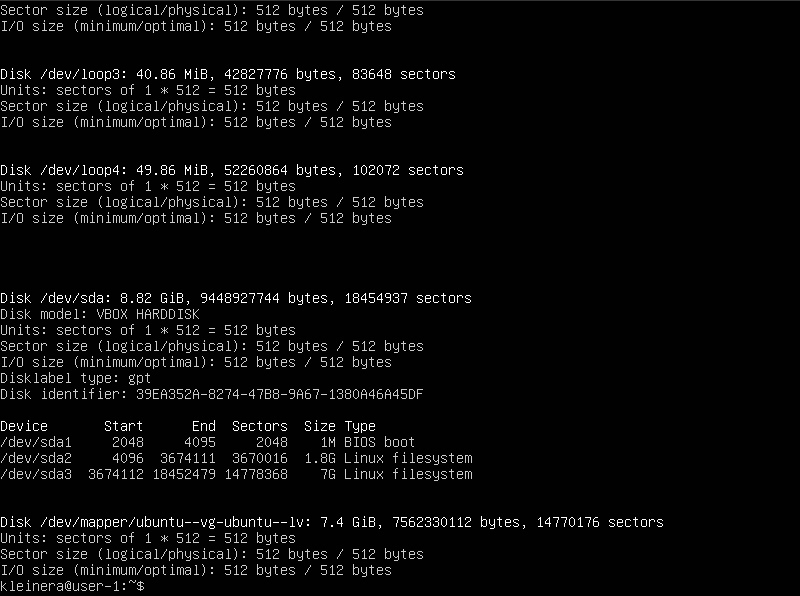 Sector size (logical/physical): 512 bytes / 512 bytes
I/O size (minimum/optimal): 512 bytes / 512 bytes
Disk /dev/loop3: 40.86 MiB, 42827776 bytes, 83648 sectors
Units: sectors of 1 * 512 = 512 bytes
Sector size (logical/physical): 512 bytes / 512 bytes
I/O size (minimum/optimal): 512 bytes / 512 bytes
Disk /dev/loop4: 49.86 MiB, 52260864 bytes, 102072 sectors
Units: sectors of 1 * 512 = 512 bytes
Sector size (logical/physical): 512 bytes / 512 bytes
I/O size (minimum/optimal): 512 bytes / 512 bytes
Disk /dev/sda: 8.82 GiB, 9448927744 bytes, 18454937 sectors
Disk model: VBOX HARDDISK
Units: sectors of 1 * 512 = 512 bytes
Sector size (logical/physical): 512 bytes / 512 bytes
I/O size (minimum/optimal): 512 bytes / 512 bytes
Disklabel type: gpt
Disk identifier: 39EA352A-8274-47B8-9A67-1380A46A45DF
Device       Start      End  Sectors  Size Type
/dev/sda1     2048     4095     2048    1M BIOS boot
/dev/sda2     4096  3674111  3670016  1.8G Linux filesystem
/dev/sda3  3674112 18452479 14778368    7G Linux filesystem
Disk /dev/mapper/ubuntu--vg-ubuntu--lv: 7.4 GiB, 7562330112 bytes, 14770176 sectors
Units: sectors of 1 * 512 = 512 bytes
Sector size (logical/physical): 512 bytes / 512 bytes
I/O size (minimum/optimal): 512 bytes / 512 bytes
kleinera@user-1:~$